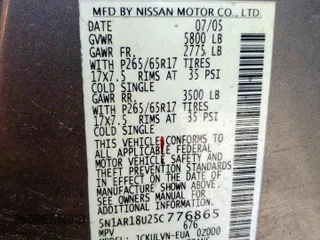 MFD BY NISSAN MOTOR CO., LTD
DATE 07/05
GVWR 5800 LB
GAWR FR. 2775 LB
WITH P265/65R17 TIRES
17x7.5 RIMS AT 35 PSI
COLD SINGLE
GAWR RR. 3500 LB
WITH P265/65R17 TIRES
17x7.5 RIMS AT 35 PSI
COLD SINGLE
THIS VEHICLE CONFORMS TO
ALL APPLICABLE FEDERAL
MOTOR VEHICLE SAFETY AND
THEFT PREVENTION STANDARDS
IN EFFECT ON THE DATE OF
MANUFACTURE SHOWN ABOVE.
SEE OWNERS MANUAL FOR
ADDITIONAL
5N1AR18U25C776865
MPV 676
JCKULVN-EUA 02000